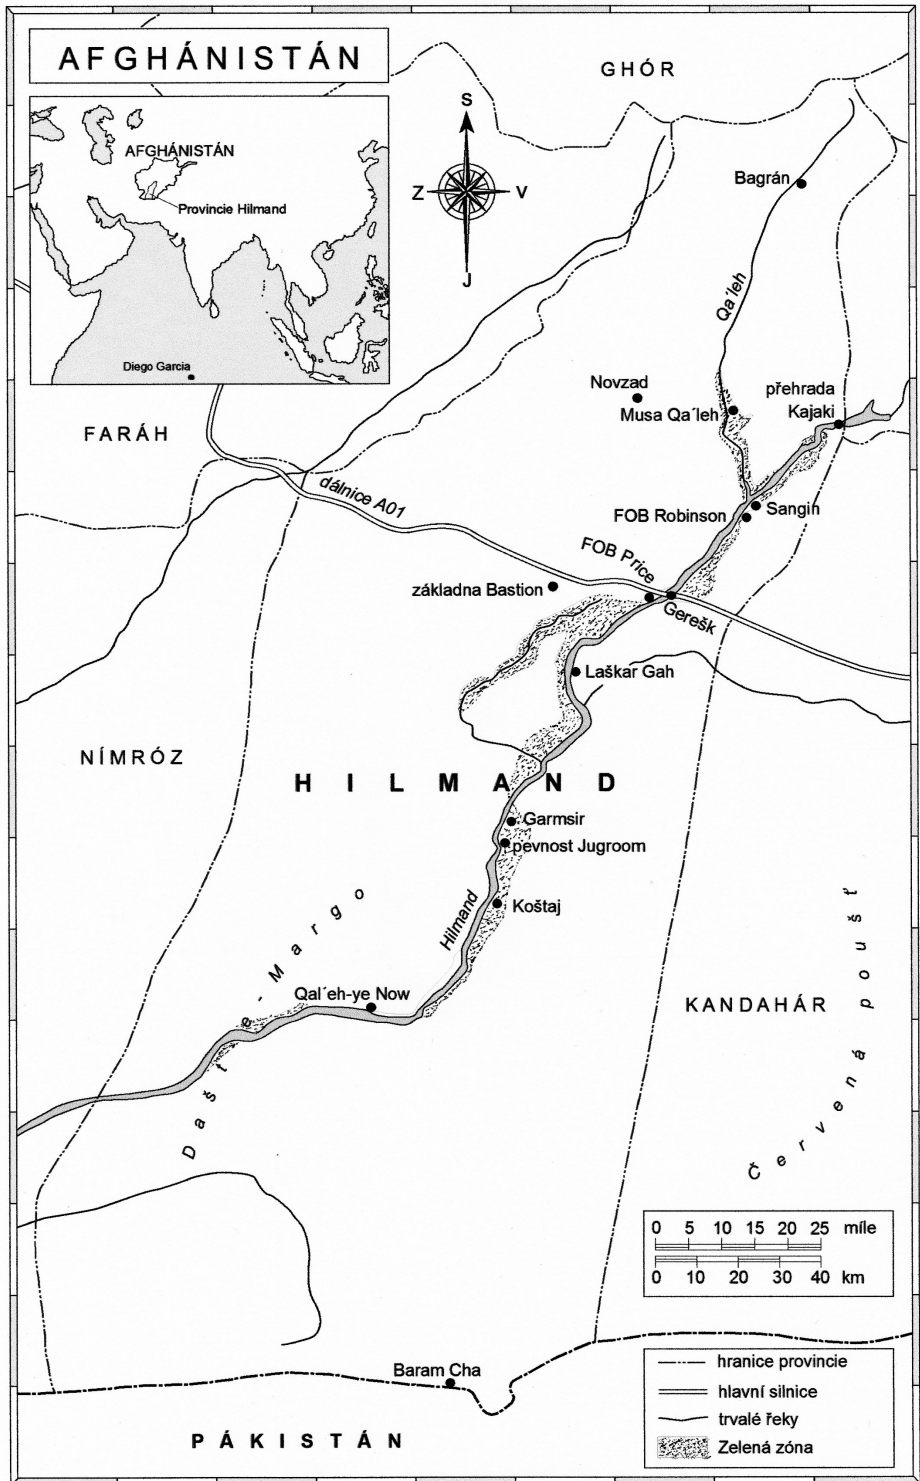 AFGHÁNISTÁN
AFGHÁNISTÁN
Provincie Hilmand
Diego Garcia
GHÓR
S
Z
V
J
Bagrán
Qa´leh
Novzad
Musa Qa´leh
přehrada
Kajaki
FARÁH
dálnice A01
FOB Robinson
Sangin
FOB Price
základna Bastion
Gerešk
Laškar Gah
NÍMRÓZ
HILMAND
Garmsir
pevnost Jugroom
Koštaj
Hilmand
Dašt-e-Margo
Qal´eh-ye Now
KANDAHÁR
Červená poušť
0 5 10 15 20 25 míle
0 10 20 30 40 km
Baram Cha
PÁKISTÁN
hranice provincie
hlavní silnice
trvalé řeky
Zelená zóna